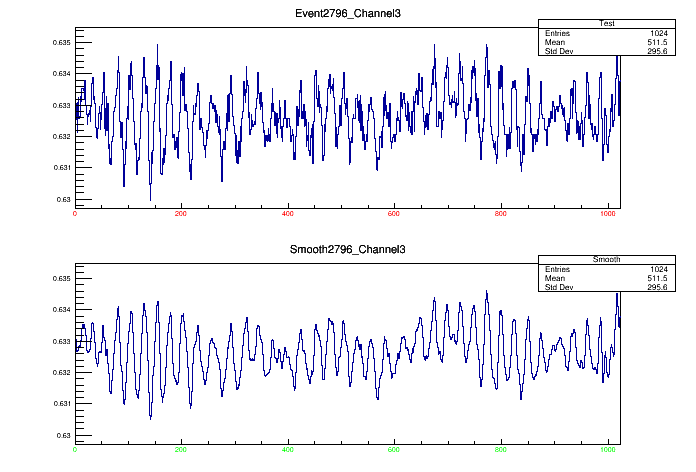 Event2796_Channel3
Test
Entries 1024
Mean 511.5
Std Dev 295.6
0.635
0.634
0.633
0.632
0.631
0.63
0 200 400 600 800 1000
Smooth2796_Channel3
Smooth
Entries 1024
Mean 511.5
Std Dev 295.6
0.635
0.634
0.633
0.632
0.631
0.63
0 200 400 600 800 1000